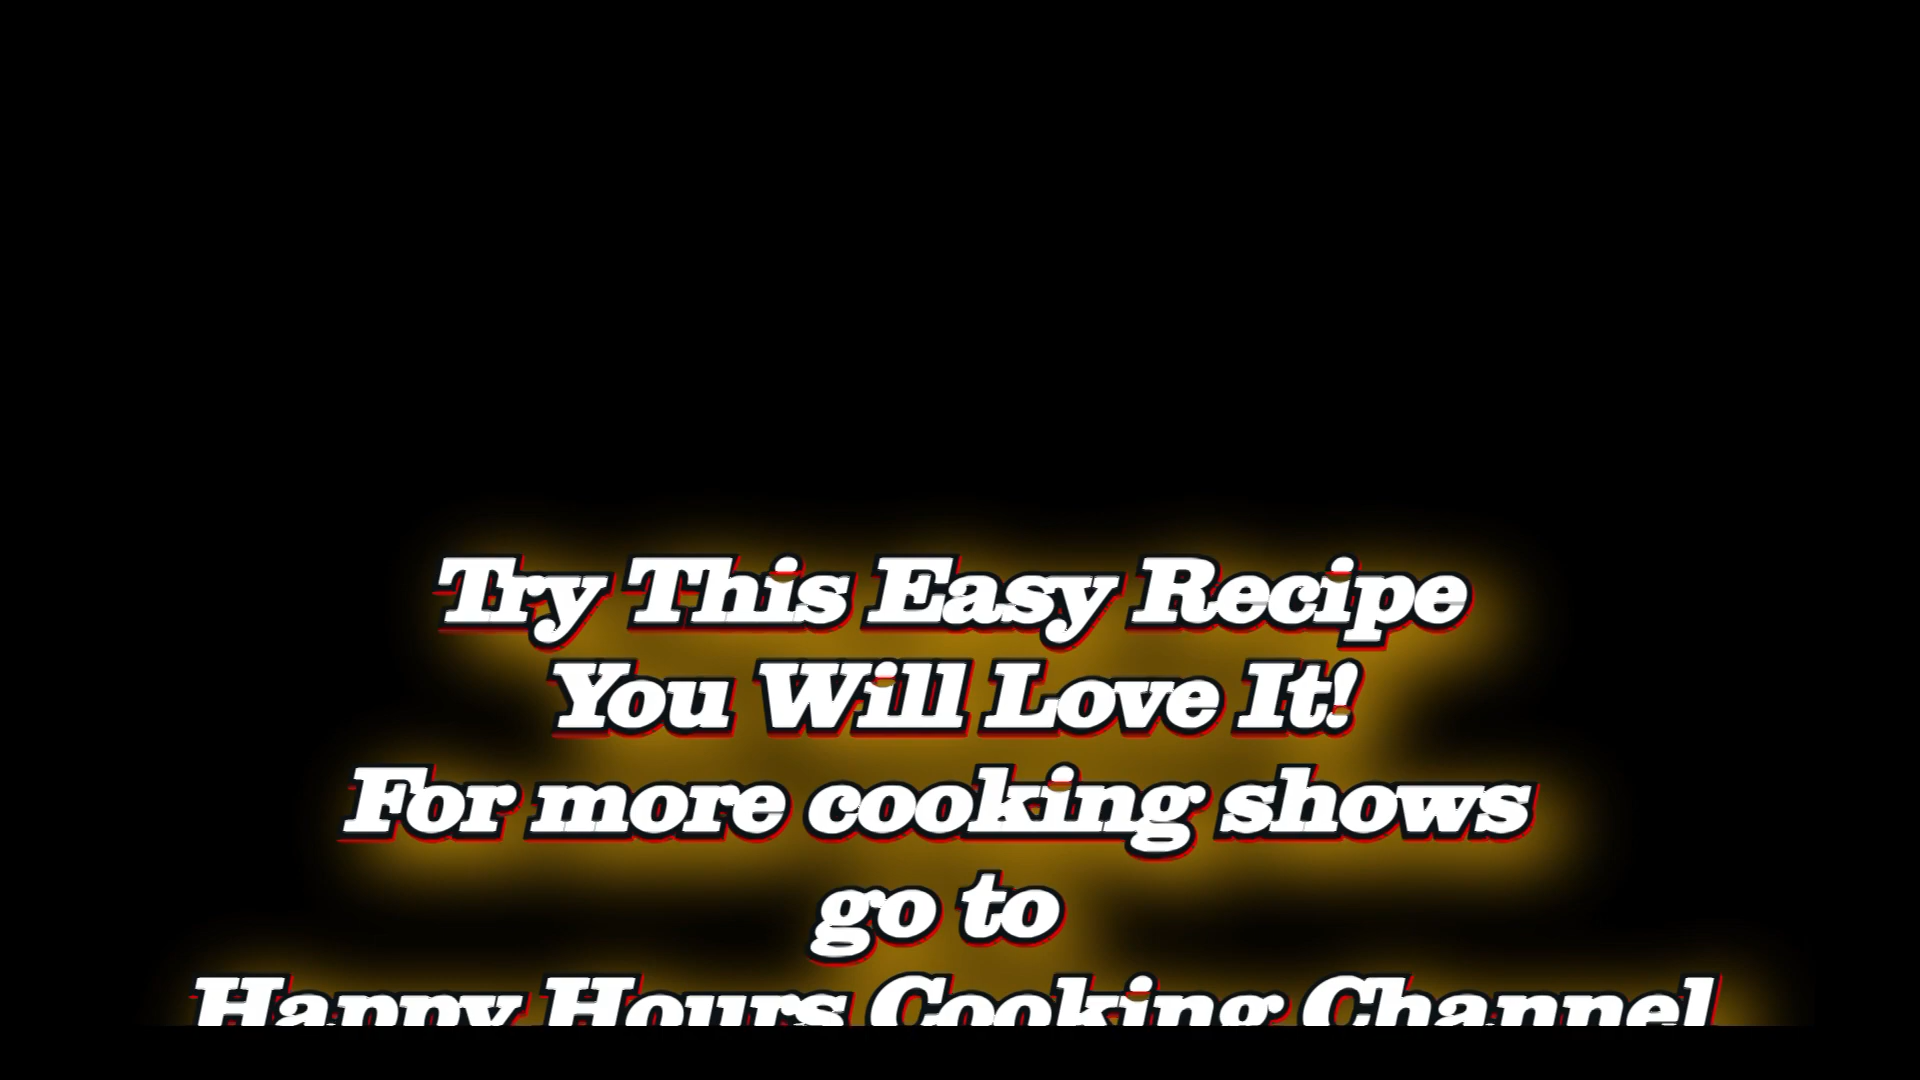 Try This Easy Recipe
You Will Love It!
For more cooking shows
go to
Happy Hours Cooking Channel